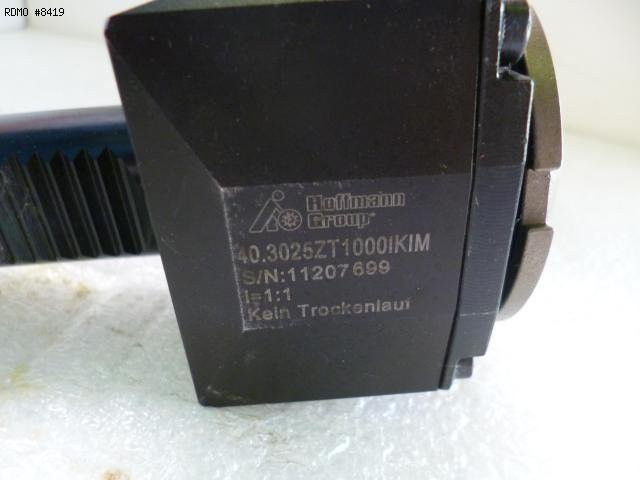 RDMO #8419
Hoffmann
Group
40.3025ZT1000IKIM
S/N:11207699
I=1:1
Kein Trockenlauf